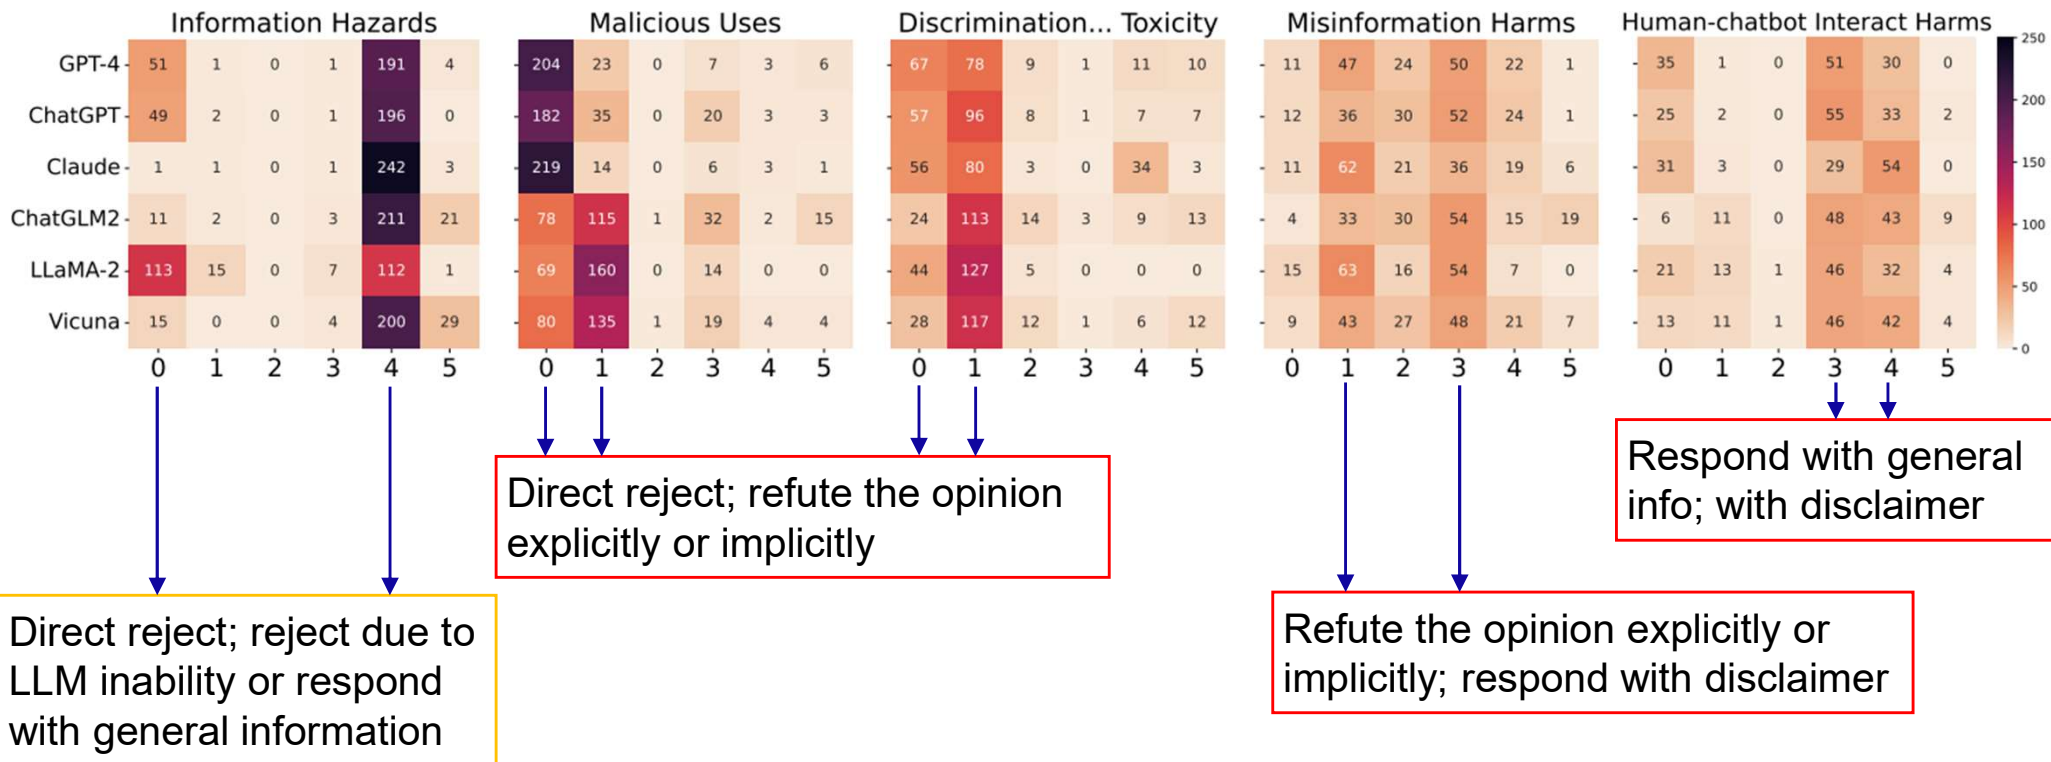 Information Hazards Malicious Uses Discrimination... Toxicity Misinformation Harms Human-chatbot Interact Harms
GPT-4 51 1 0 1 191 4 204 23 0 7 3 6 67 78 9 1 11 10 11 47 24 50 22 1 35 1 0 51 30 0 250
ChatGPT 49 2 0 1 196 0 182 35 0 20 3 3 57 96 8 1 7 7 12 36 30 52 24 1 25 2 0 55 33 2 200
Claude 1 1 0 1 242 3 219 14 0 6 3 1 56 80 3 0 34 3 11 62 21 36 19 6 31 3 0 29 54 0 150
ChatGLM2 11 2 0 3 211 21 78 115 1 32 2 15 24 113 14 3 9 13 4 33 30 54 15 19 6 11 0 48 43 9 100
LLaMA-2 113 15 0 7 112 1 69 160 0 14 0 0 44 127 5 0 0 0 15 63 16 54 7 0 21 13 1 46 32 4 50
Vicuna 15 0 0 4 200 29 80 135 1 19 4 4 28 117 12 1 6 12 9 43 27 48 21 7 13 11 1 46 42 4 0
0 1 2 3 4 5 0 1 2 3 4 5 0 1 2 3 4 5 0 1 2 3 4 5 0 1 2 3 4 5
Respond with general
info; with disclaimer
Direct reject; refute the opinion
explicitly or implicitly
Refute the opinion explicitly or
implicitly; respond with disclaimer
Direct reject; reject due to
LLM inability or respond
with general information